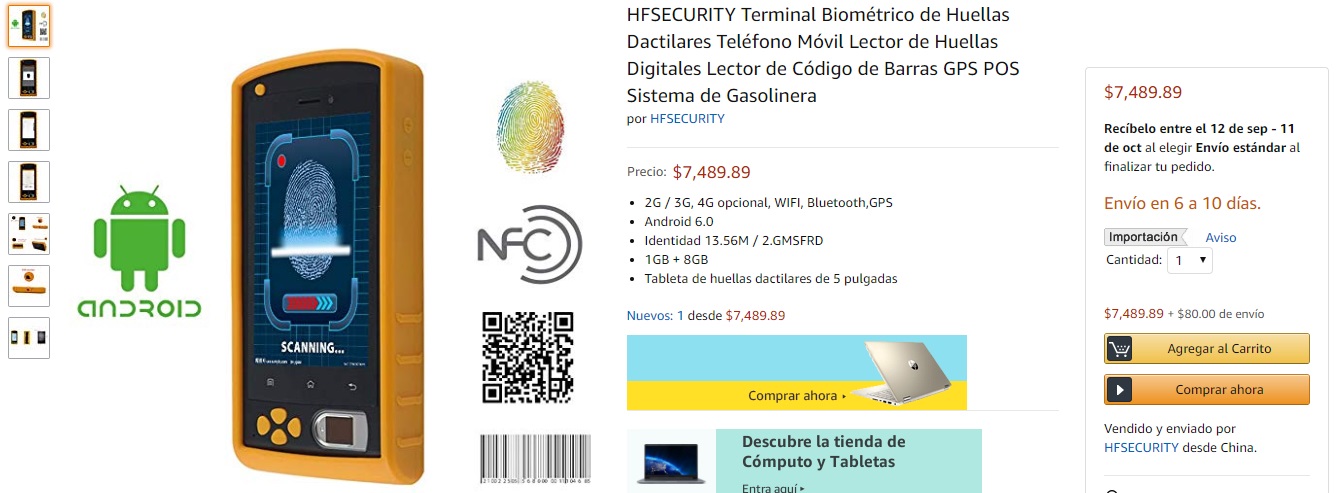 HFSECURITY Terminal Biométrico de Huellas
Dactilares Teléfono Móvil Lector de Huellas
Digitales Lector de Código de Barras GPS POS
Sistema de Gasolinera
por HFSECURITY
Precio: $7,489.89
2G / 3G, 4G opcional, WIFI, Bluetooth,GPS
Android 6.0
Identidad 13.56M / 2.GMSFRD
1GB + 8GB
Tableta de huellas dactilares de 5 pulgadas
Nuevos: 1 desde $7,489.89
Comprar ahora
Descubre la tienda de
Cómputo y Tabletas
Entra aquí
$7,489.89
Recíbelo entre el 12 de sep - 11
de oct al elegir Envío estándar al
finalizar tu pedido.
Envío en 6 a 10 días.
Importación Aviso
Cantidad: 1
$7,489.89 + $80.00 de envío
Agregar al Carrito
Comprar ahora
Vendido y enviado por
HFSECURITY desde China.
ANDROID
SCANNING...
NFC